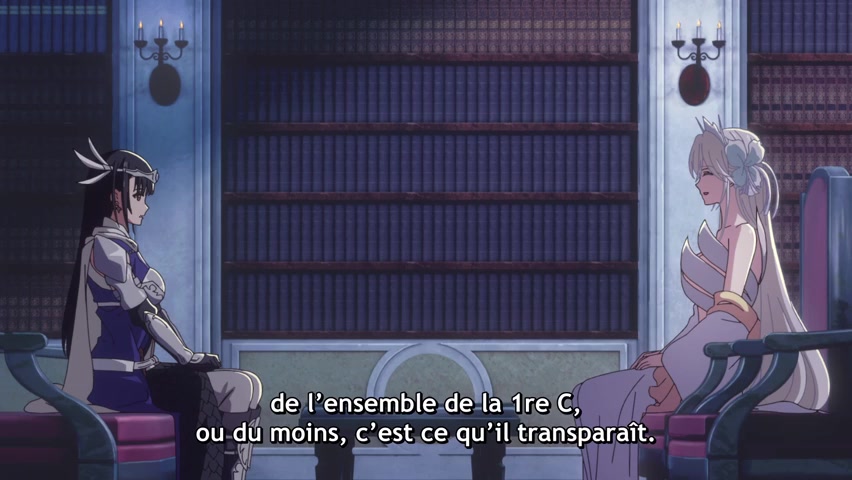 de l’ensemble de la 1re C,
ou du moins, c’est ce qu’il transparaît.